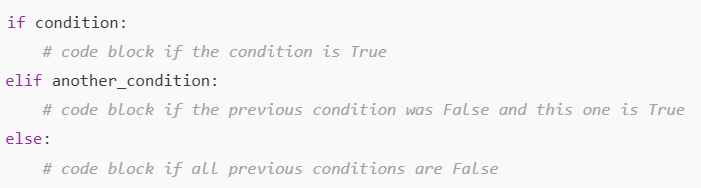 if condition:
    # code block if the condition is True
elif another_condition:
    # code block if the previous condition was False and this one is True
else:
    # code block if all previous conditions are False